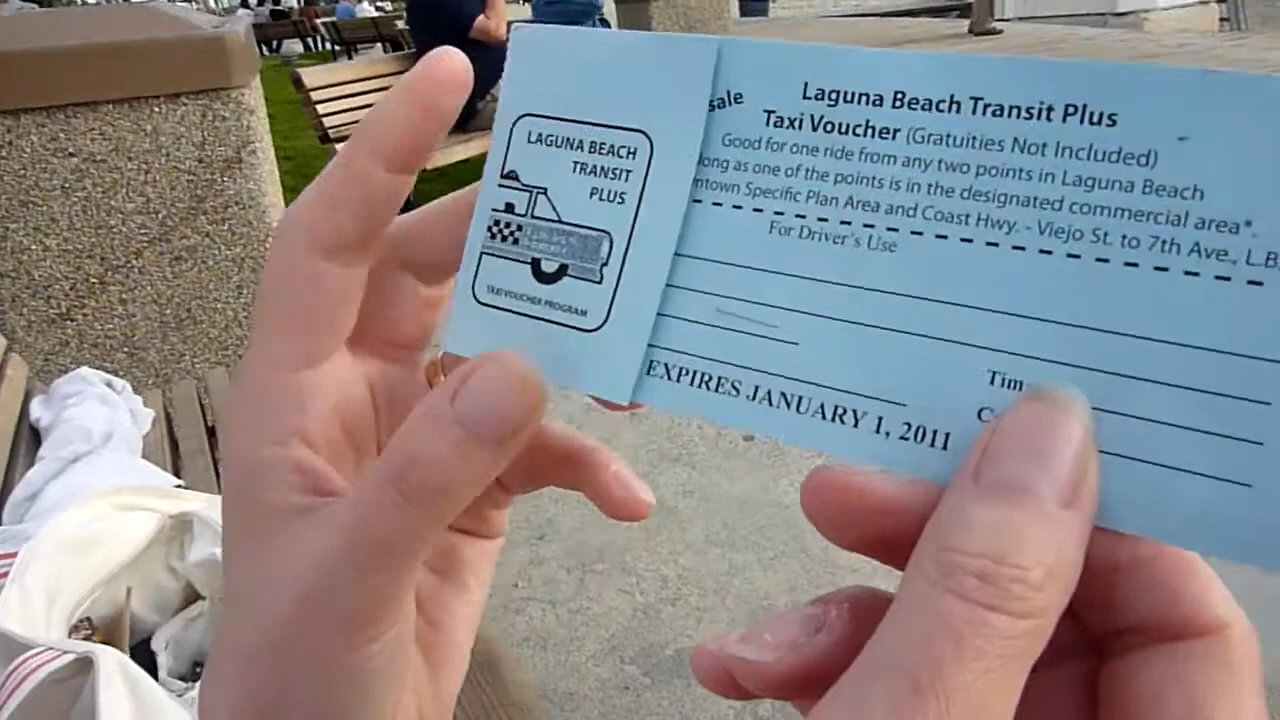 LAGUNA BEACH
TRANSIT
PLUS
TAXI VOUCHER PROGRAM
sale
Laguna Beach Transit Plus
Taxi Voucher (Gratuities Not Included)
Good for one ride from any two points in Laguna Beach
long as one of the points is in the designated commercial area*.
ntown Specific Plan Area and Coast Hwy. - Viejo St. to 7th Ave., L.B.
For Driver's Use
Tim
C
EXPIRES JANUARY 1, 2011